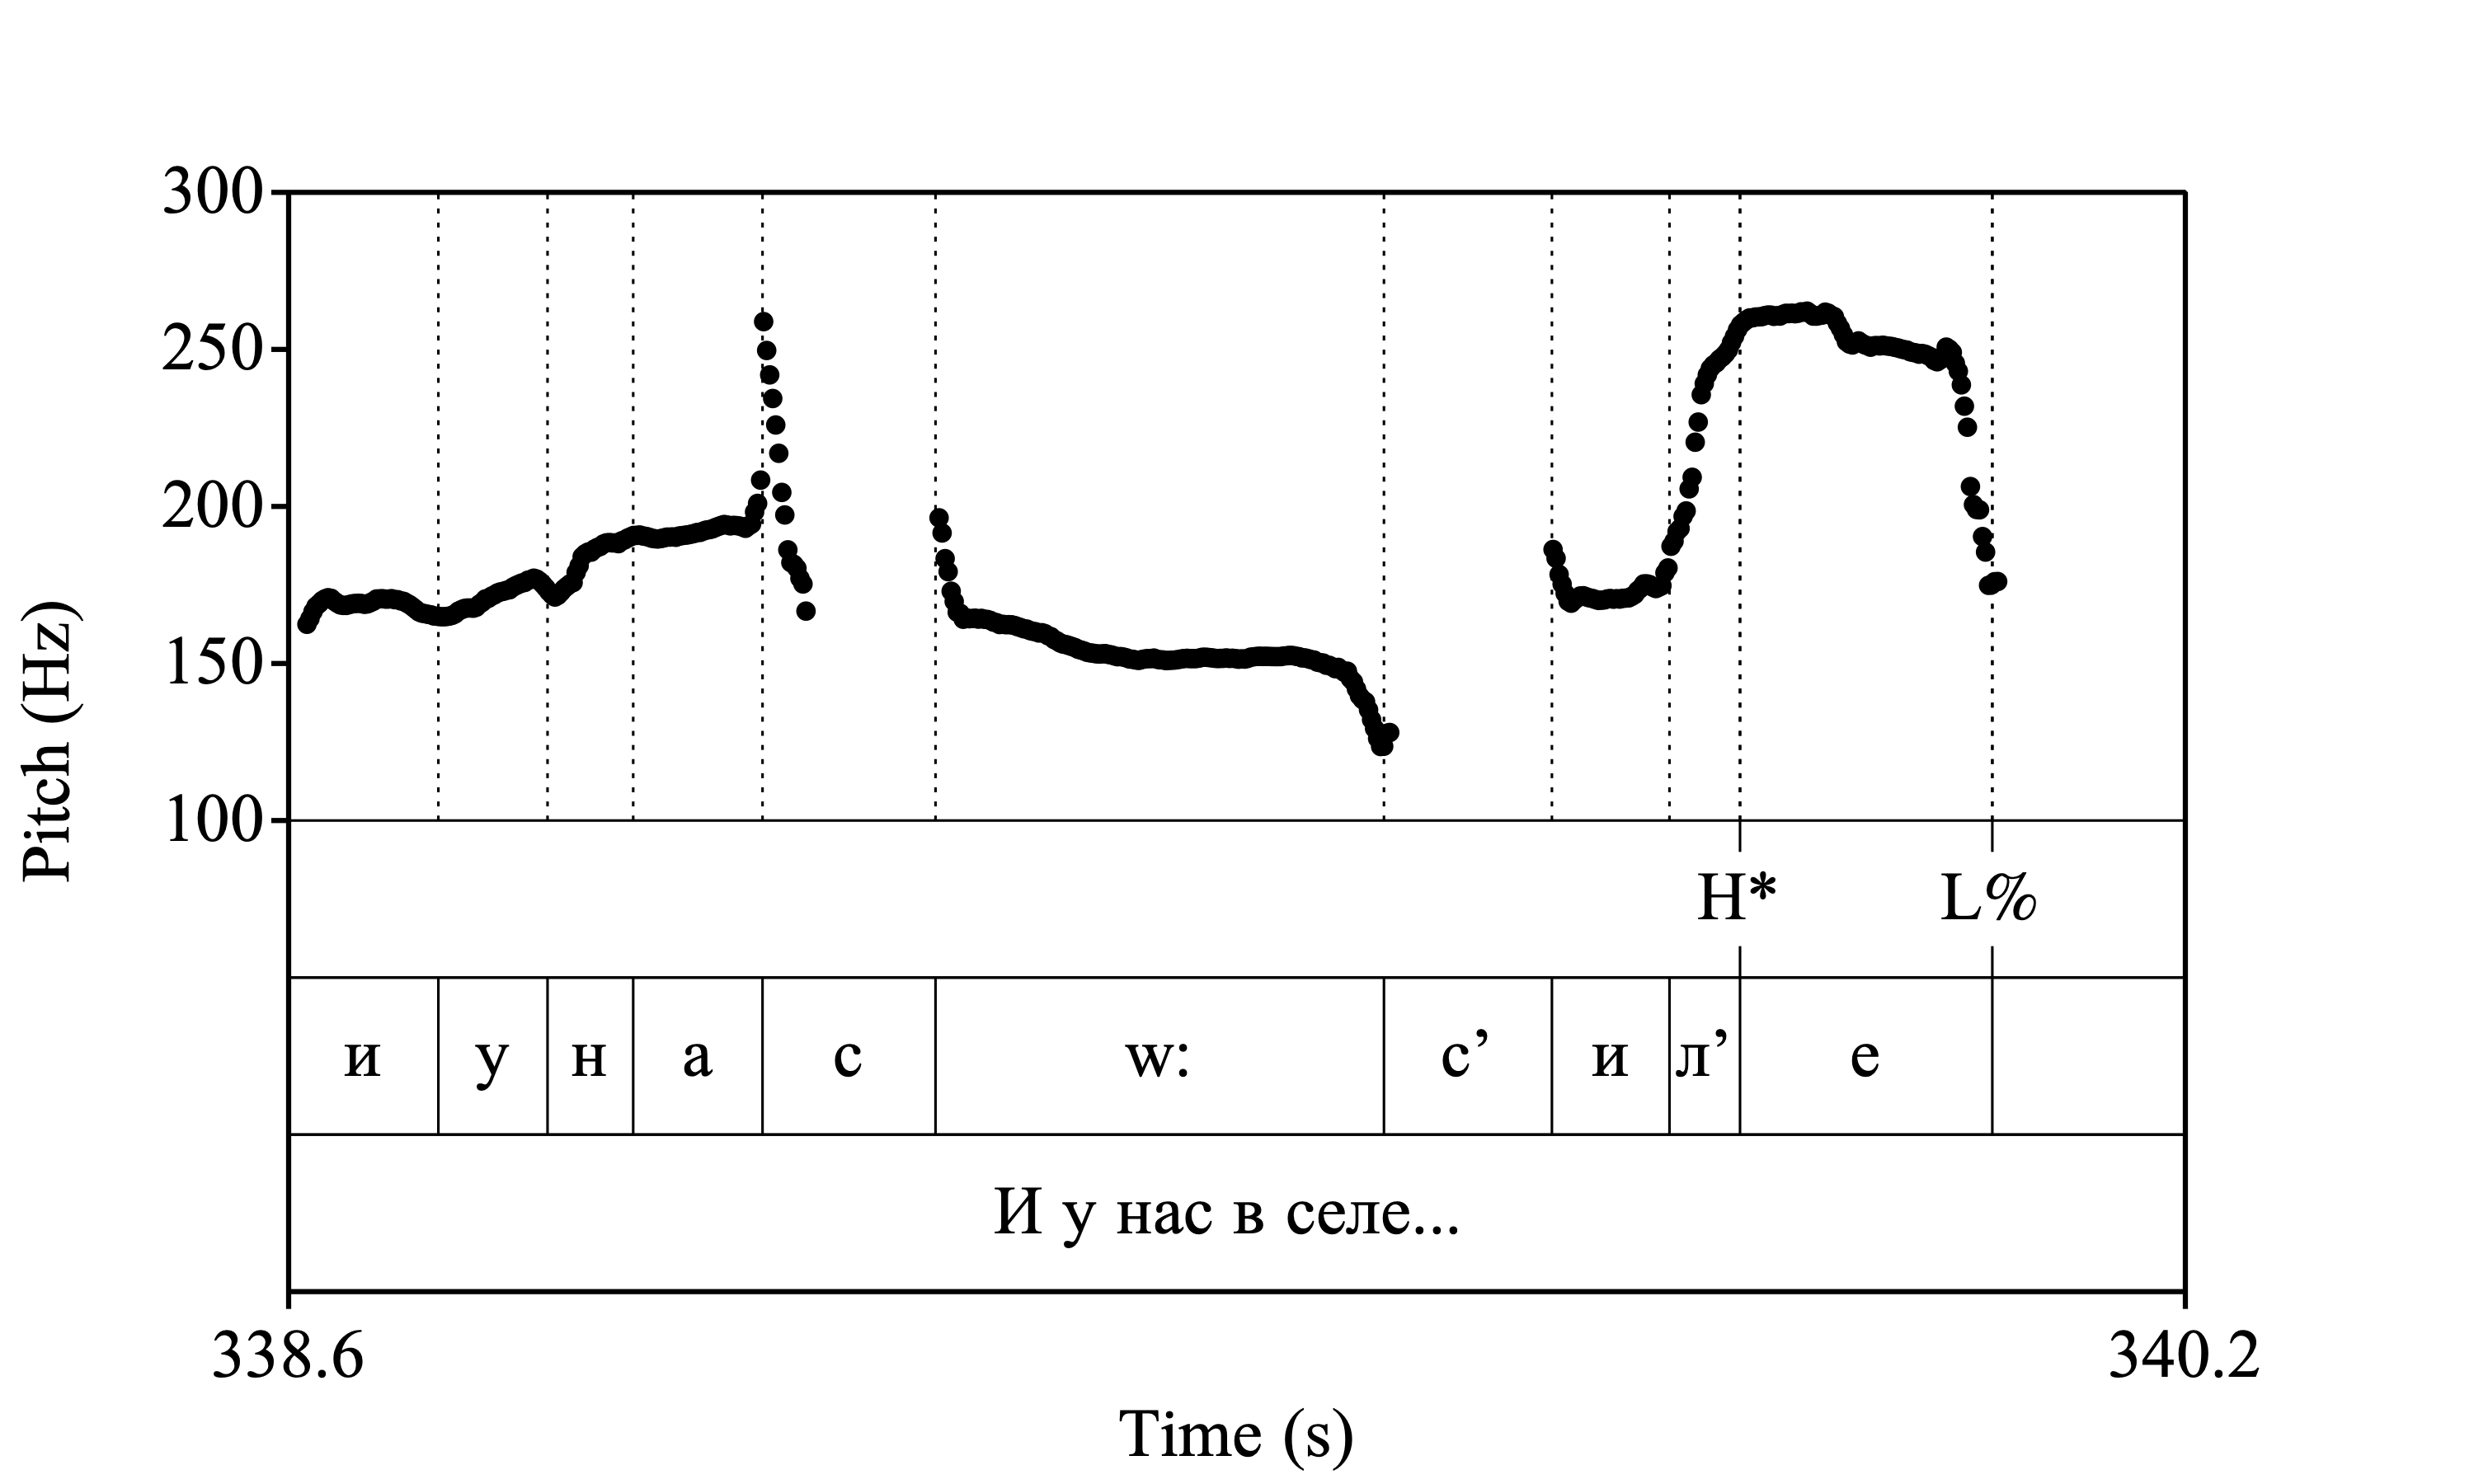 300
250
200
150
100
Pitch (Hz)
H* L%
и у н а с w: с’ и л’ е
И у нас в селе...
338.6 340.2
Time (s)